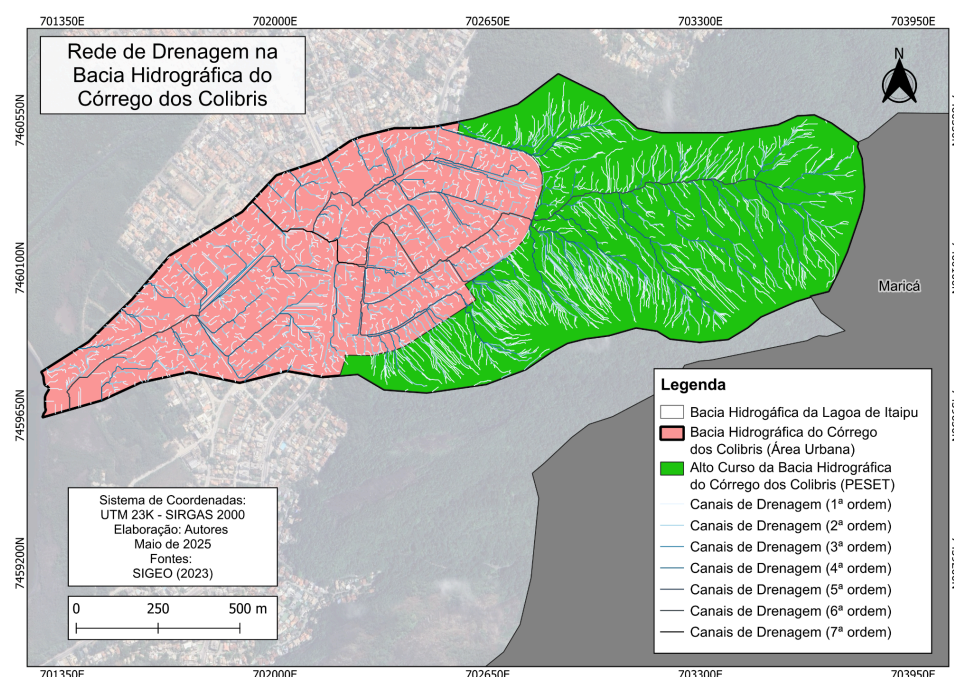 701350E 702000E 702650E 703300E 703950E
Rede de Drenagem na
Bacia Hidrográfica do
Córrego dos Colibris
N
7460550N
7460100N
7459650N
7459200N
Maricá
Legenda
Bacia Hidrogáfica da Lagoa de Itaipu
Bacia Hidrográfica do Córrego
dos Colibris (Área Urbana)
Alto Curso da Bacia Hidrográfica
do Córrego dos Colibris (PESET)
Canais de Drenagem (1ª ordem)
Canais de Drenagem (2ª ordem)
Canais de Drenagem (3ª ordem)
Canais de Drenagem (4ª ordem)
Canais de Drenagem (5ª ordem)
Canais de Drenagem (6ª ordem)
Canais de Drenagem (7ª ordem)
Sistema de Coordenadas:
UTM 23K - SIRGAS 2000
Elaboração: Autores
Maio de 2025
Fontes:
SIGEO (2023)
0 250 500 m
701350E 702000E 702650E 703300E 703950E